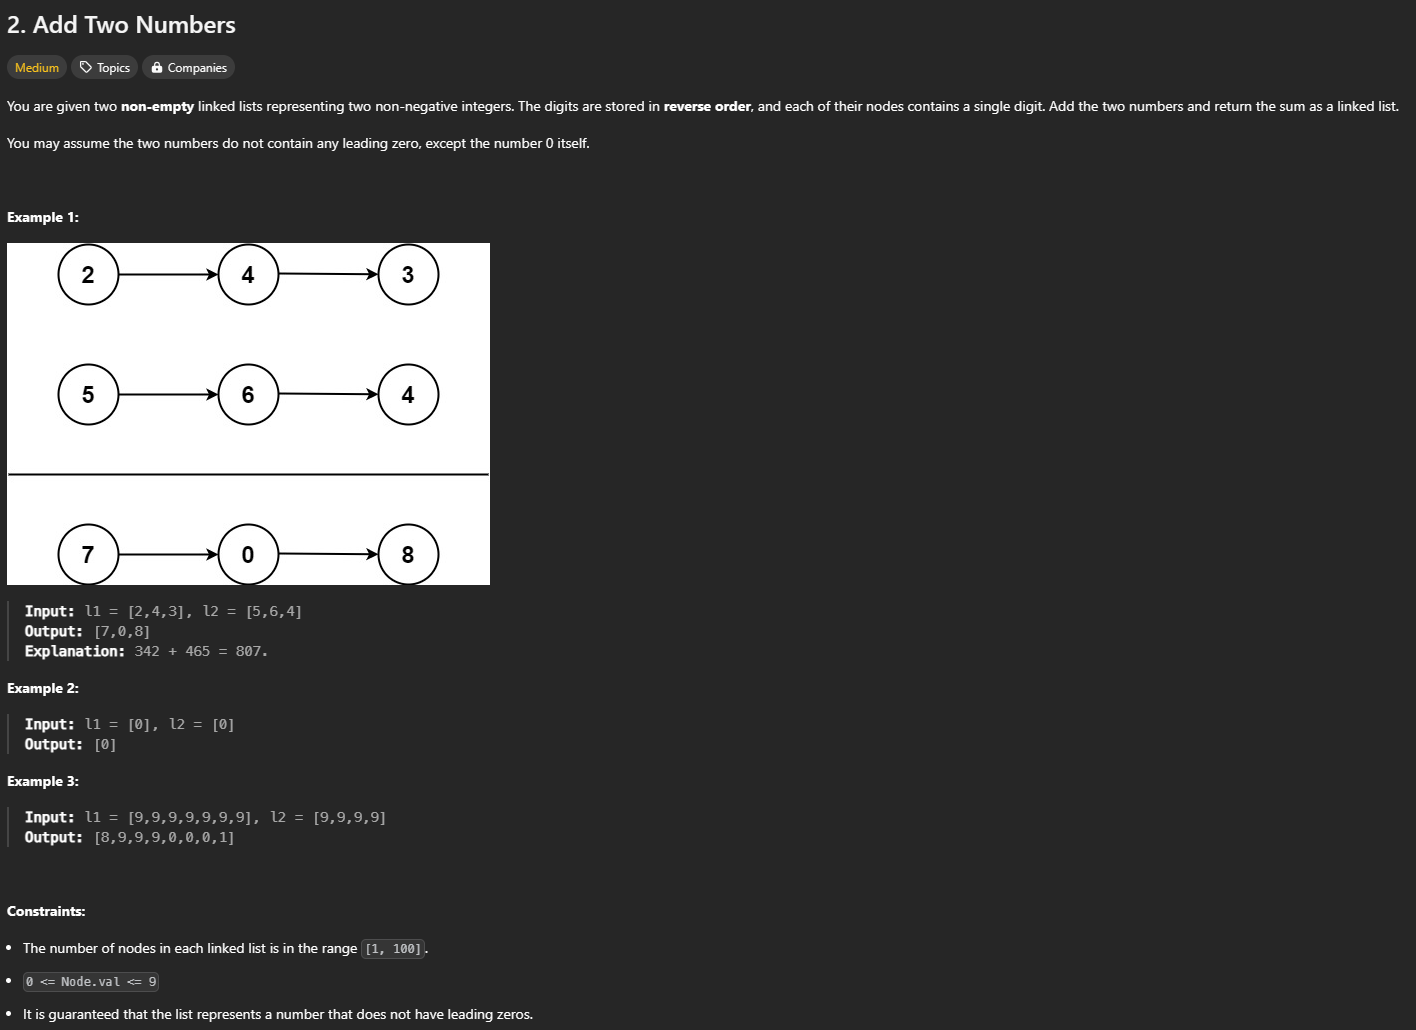 2. Add Two Numbers
Medium Topics Companies
You are given two non-empty linked lists representing two non-negative integers. The digits are stored in reverse order, and each of their nodes contains a single digit. Add the two numbers and return the sum as a linked list.
You may assume the two numbers do not contain any leading zero, except the number 0 itself.
Example 1:
2 4 3
5 6 4
7 0 8
Input: l1 = [2,4,3], l2 = [5,6,4]
Output: [7,0,8]
Explanation: 342 + 465 = 807.
Example 2:
Input: l1 = [0], l2 = [0]
Output: [0]
Example 3:
Input: l1 = [9,9,9,9,9,9,9], l2 = [9,9,9,9]
Output: [8,9,9,9,0,0,0,1]
Constraints:
• The number of nodes in each linked list is in the range [1, 100].
• 0 <= Node.val <= 9
• It is guaranteed that the list represents a number that does not have leading zeros.